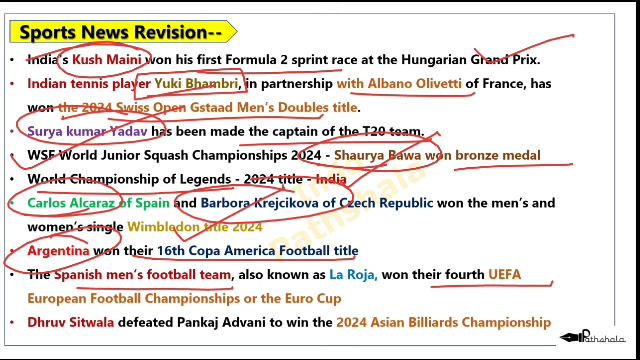 Sports News Revision--
• India's Kush Maini won his first Formula 2 sprint race at the Hungarian Grand Prix.
• Indian tennis player Yuki Bhambri, in partnership with Albano Olivetti of France, has
won the 2024 Swiss Open Gstaad Men's Doubles title.
• Surya kumar Yadav has been made the captain of the T20 team.
• WSF World Junior Squash Championships 2024 - Shaurya Bawa won bronze medal
• World Championship of Legends - 2024 title - India
• Carlos Alcaraz of Spain and Barbora Krejcikova of Czech Republic won the men's and
women's single Wimbledon title 2024
• Argentina won their 16th Copa America Football title
• The Spanish men's football team, also known as La Roja, won their fourth UEFA
European Football Championships or the Euro Cup
• Dhruv Sitwala defeated Pankaj Advani to win the 2024 Asian Billiards Championship
Pathshala
Pathshala